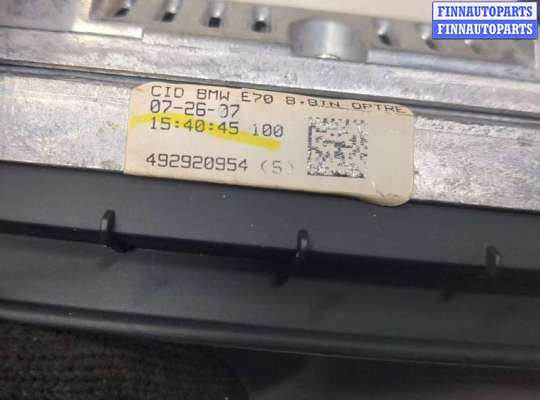 FINNAUTOPARTS
FINNAUTOPARTS
CID BMW E70 8.8IN OPTRE
07-26-07
15:40:45 100
492920954 (S)